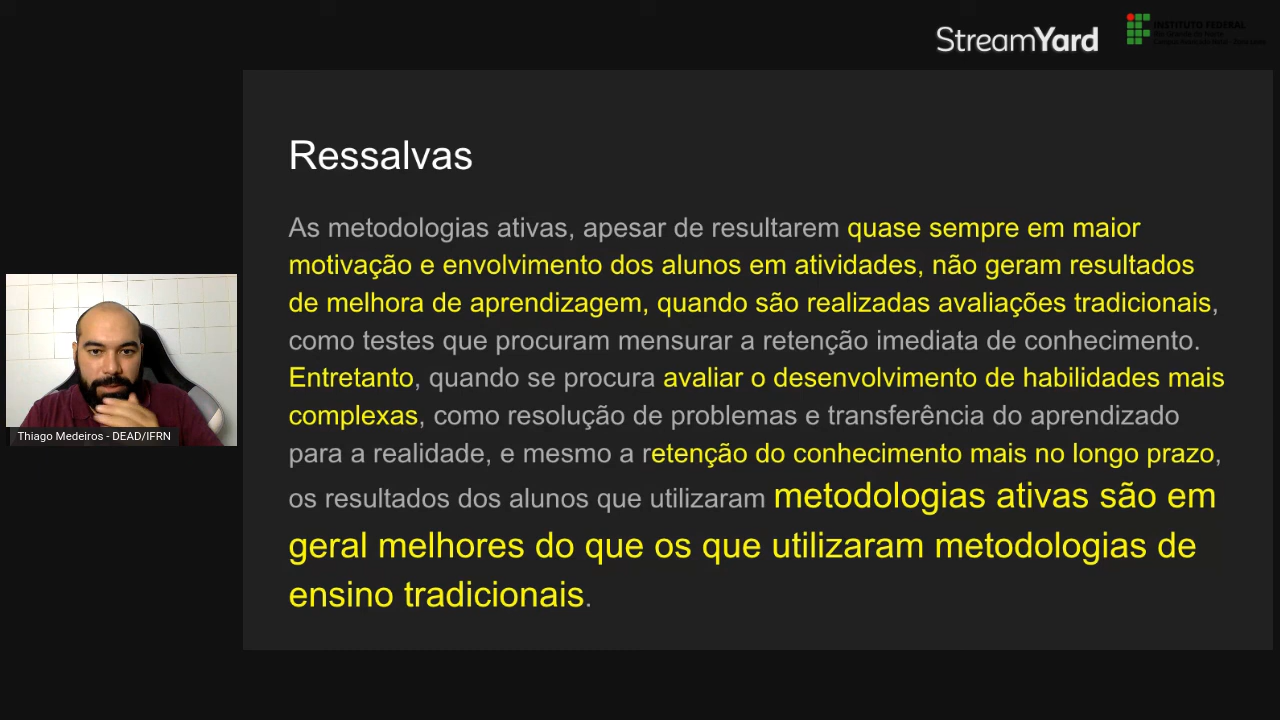 StreamYard
INSTITUTO FEDERAL
Rio Grande do Norte
Ressalvas
As metodologias ativas, apesar de resultarem quase sempre em maior
motivação e envolvimento dos alunos em atividades, não geram resultados
de melhora de aprendizagem, quando são realizadas avaliações tradicionais,
como testes que procuram mensurar a retenção imediata de conhecimento.
Entretanto, quando se procura avaliar o desenvolvimento de habilidades mais
complexas, como resolução de problemas e transferência do aprendizado
para a realidade, e mesmo a retenção do conhecimento mais no longo prazo,
os resultados dos alunos que utilizaram metodologias ativas são em
geral melhores do que os que utilizaram metodologias de
ensino tradicionais.
Thiago Medeiros - DEAD/IFRN